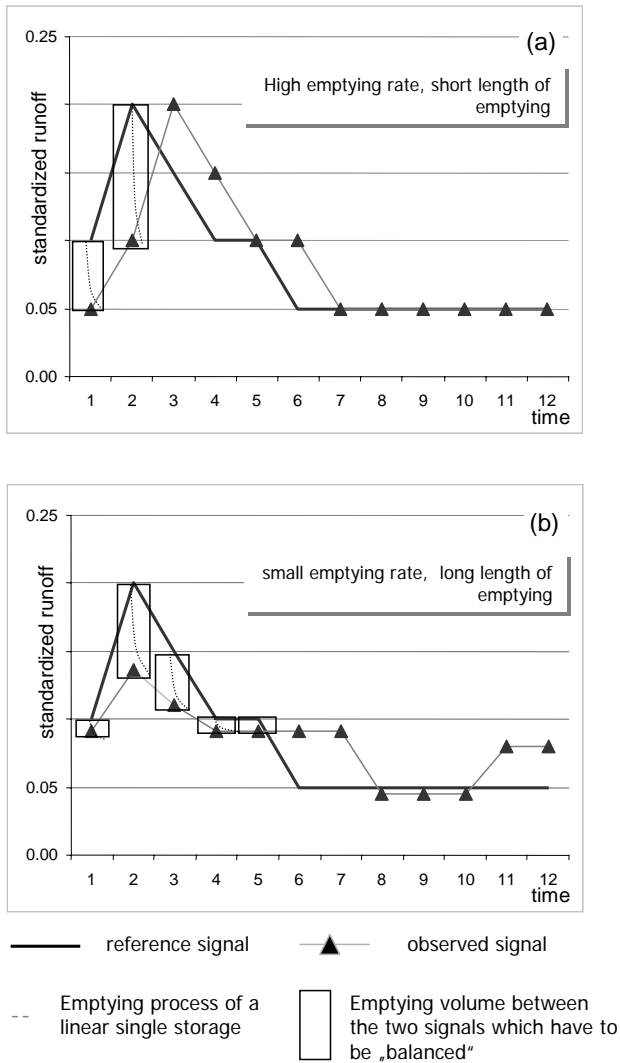 0.25
(a)
High emptying rate, short length of
emptying
standardized runoff
0.05
0.00
1 2 3 4 5 6 7 8 9 10 11 12
time
0.25
(b)
small emptying rate, long length of
emptying
standardized runoff
0.05
0.00
1 2 3 4 5 6 7 8 9 10 11 12
time
reference signal
observed signal
Emptying process of a
linear single storage
Emptying volume between
the two signals which have to
be „balanced“